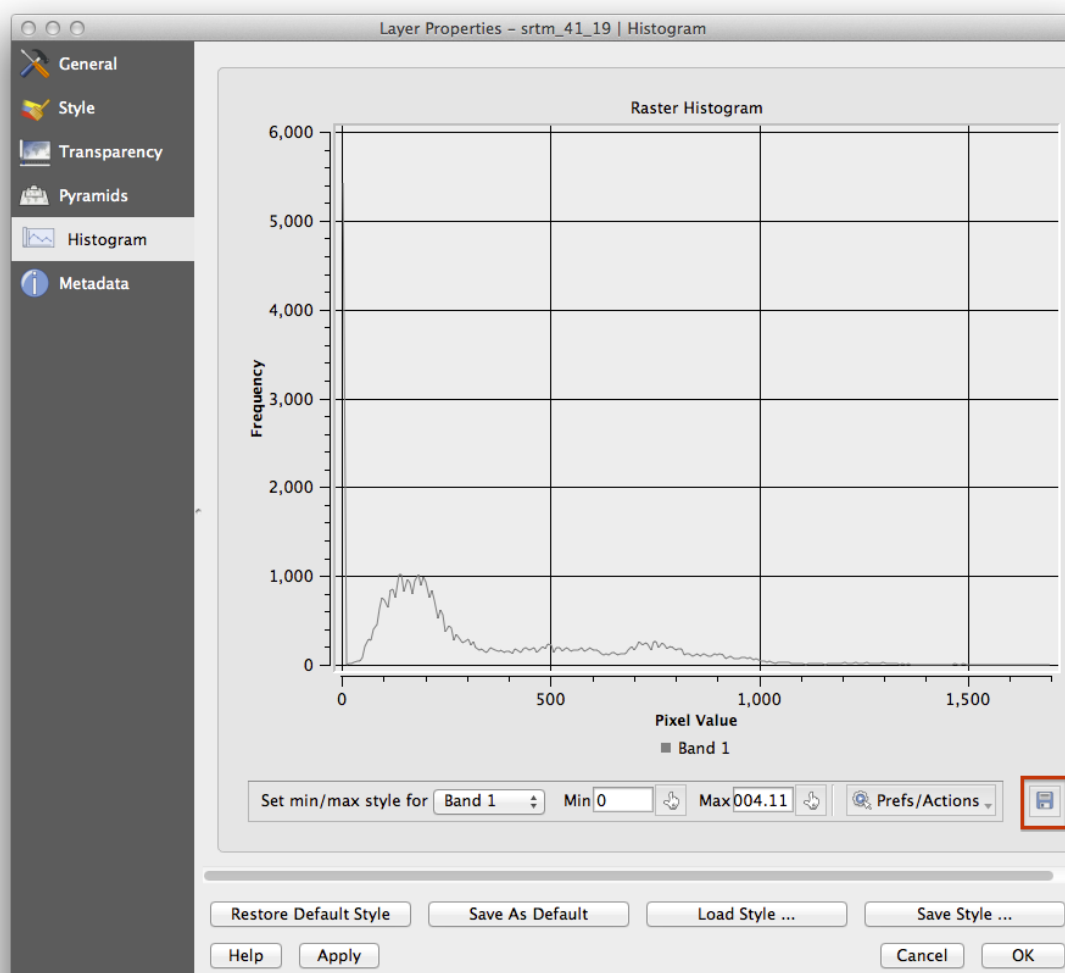 Layer Properties – srtm_41_19 | Histogram
General
Style
Transparency
Pyramids
Histogram
Metadata
Raster Histogram
6,000
5,000
4,000
3,000
2,000
1,000
0
Frequency
0 500 1,000 1,500
Pixel Value
Band 1
Set min/max style for Band 1 Min 0 Max 004.11 Prefs/Actions
Restore Default Style Save As Default Load Style ... Save Style ...
Help Apply Cancel OK